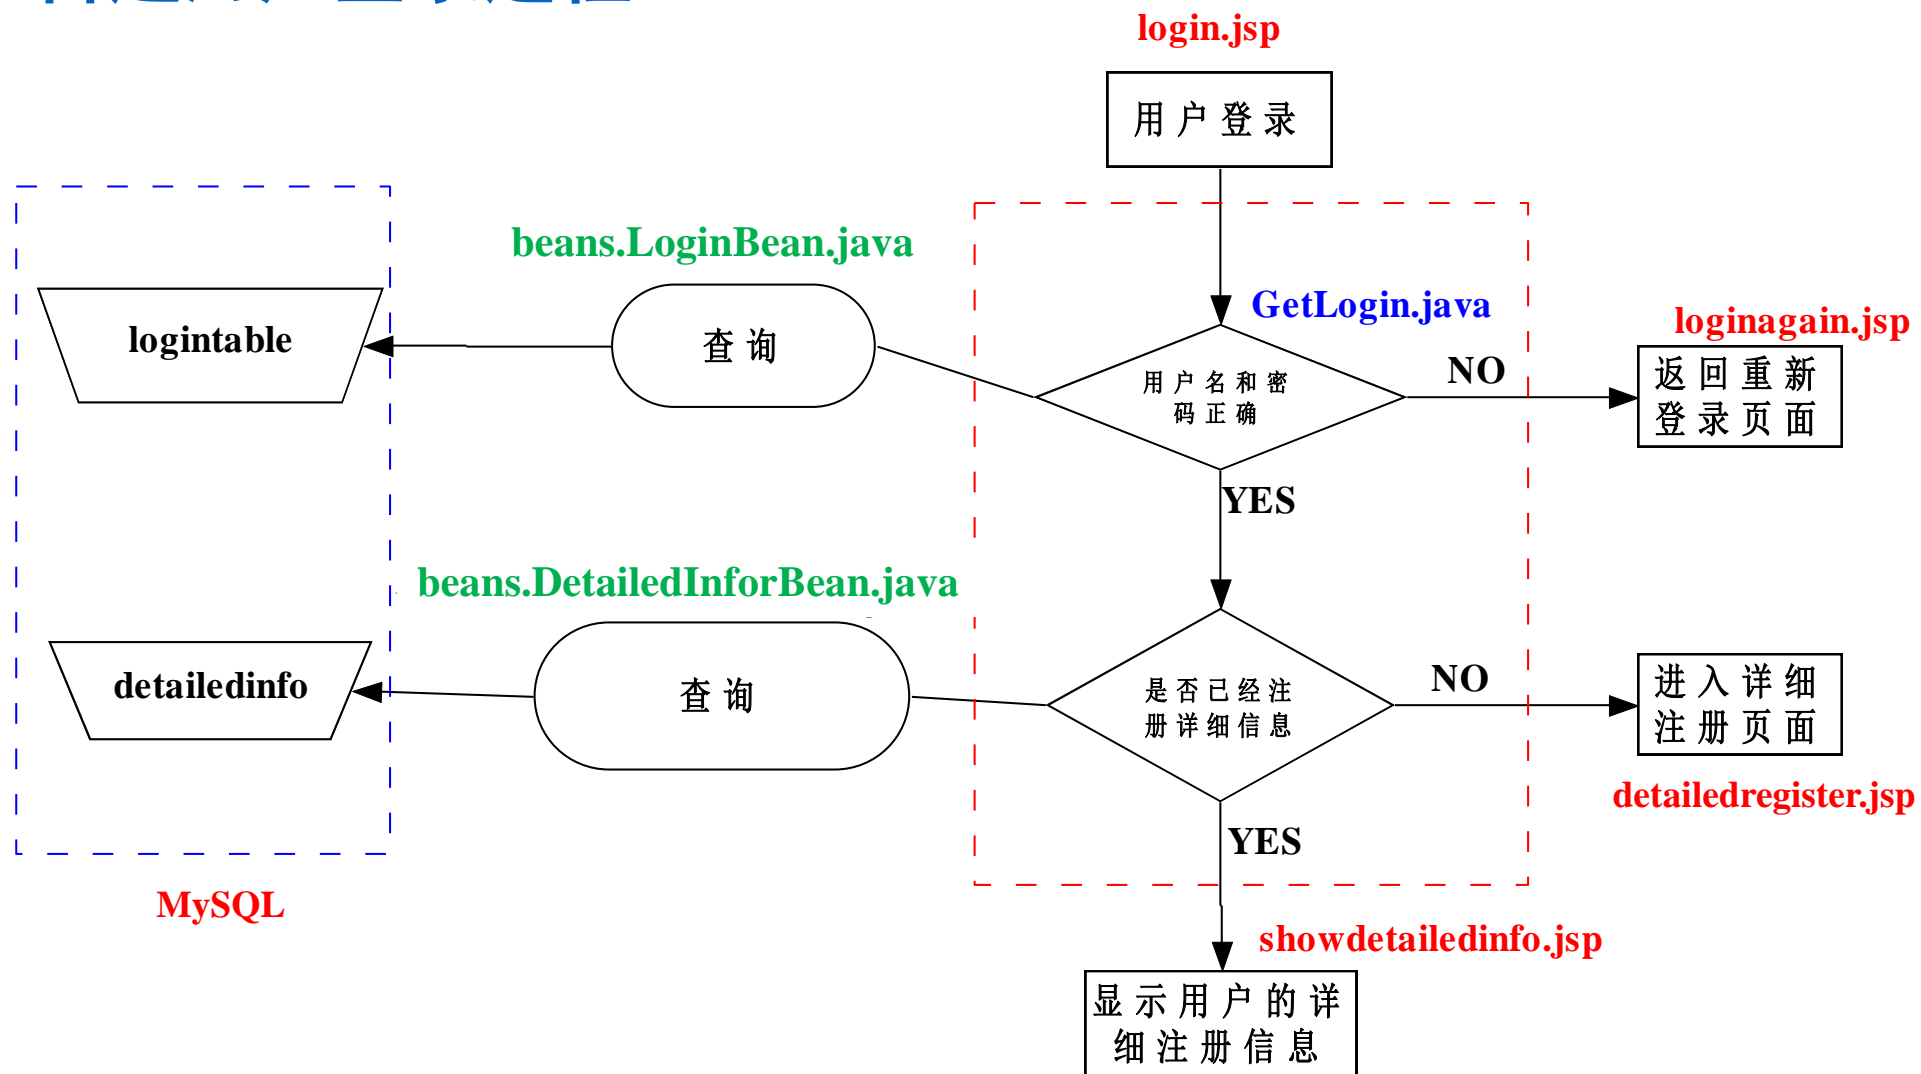 login.jsp
用户登录
beans.LoginBean.java
GetLogin.java
loginagain.jsp
logintable
查询
用户名和密
码正确
NO
返回重新
登录页面
YES
beans.DetailedInforBean.java
detailedinfo
查询
是否已经注
册详细信息
NO
进入详细
注册页面
detailedregister.jsp
YES
MySQL
showdetailedinfo.jsp
显示用户的详
细注册信息